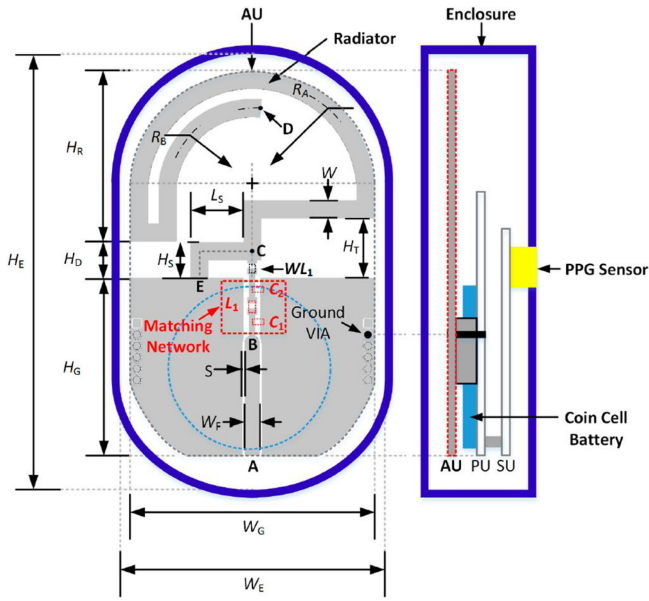 AU
Enclosure
Radiator
R_A
D
R_B
H_R
L_S
W
H_E
H_D
H_S
C
H_T
WL_1
E
PPG Sensor
L_1
C_2
C_1
Matching
Network
Ground
VIA
B
H_G
S
W_F
Coin Cell
Battery
A
AU PU SU
W_G
W_E